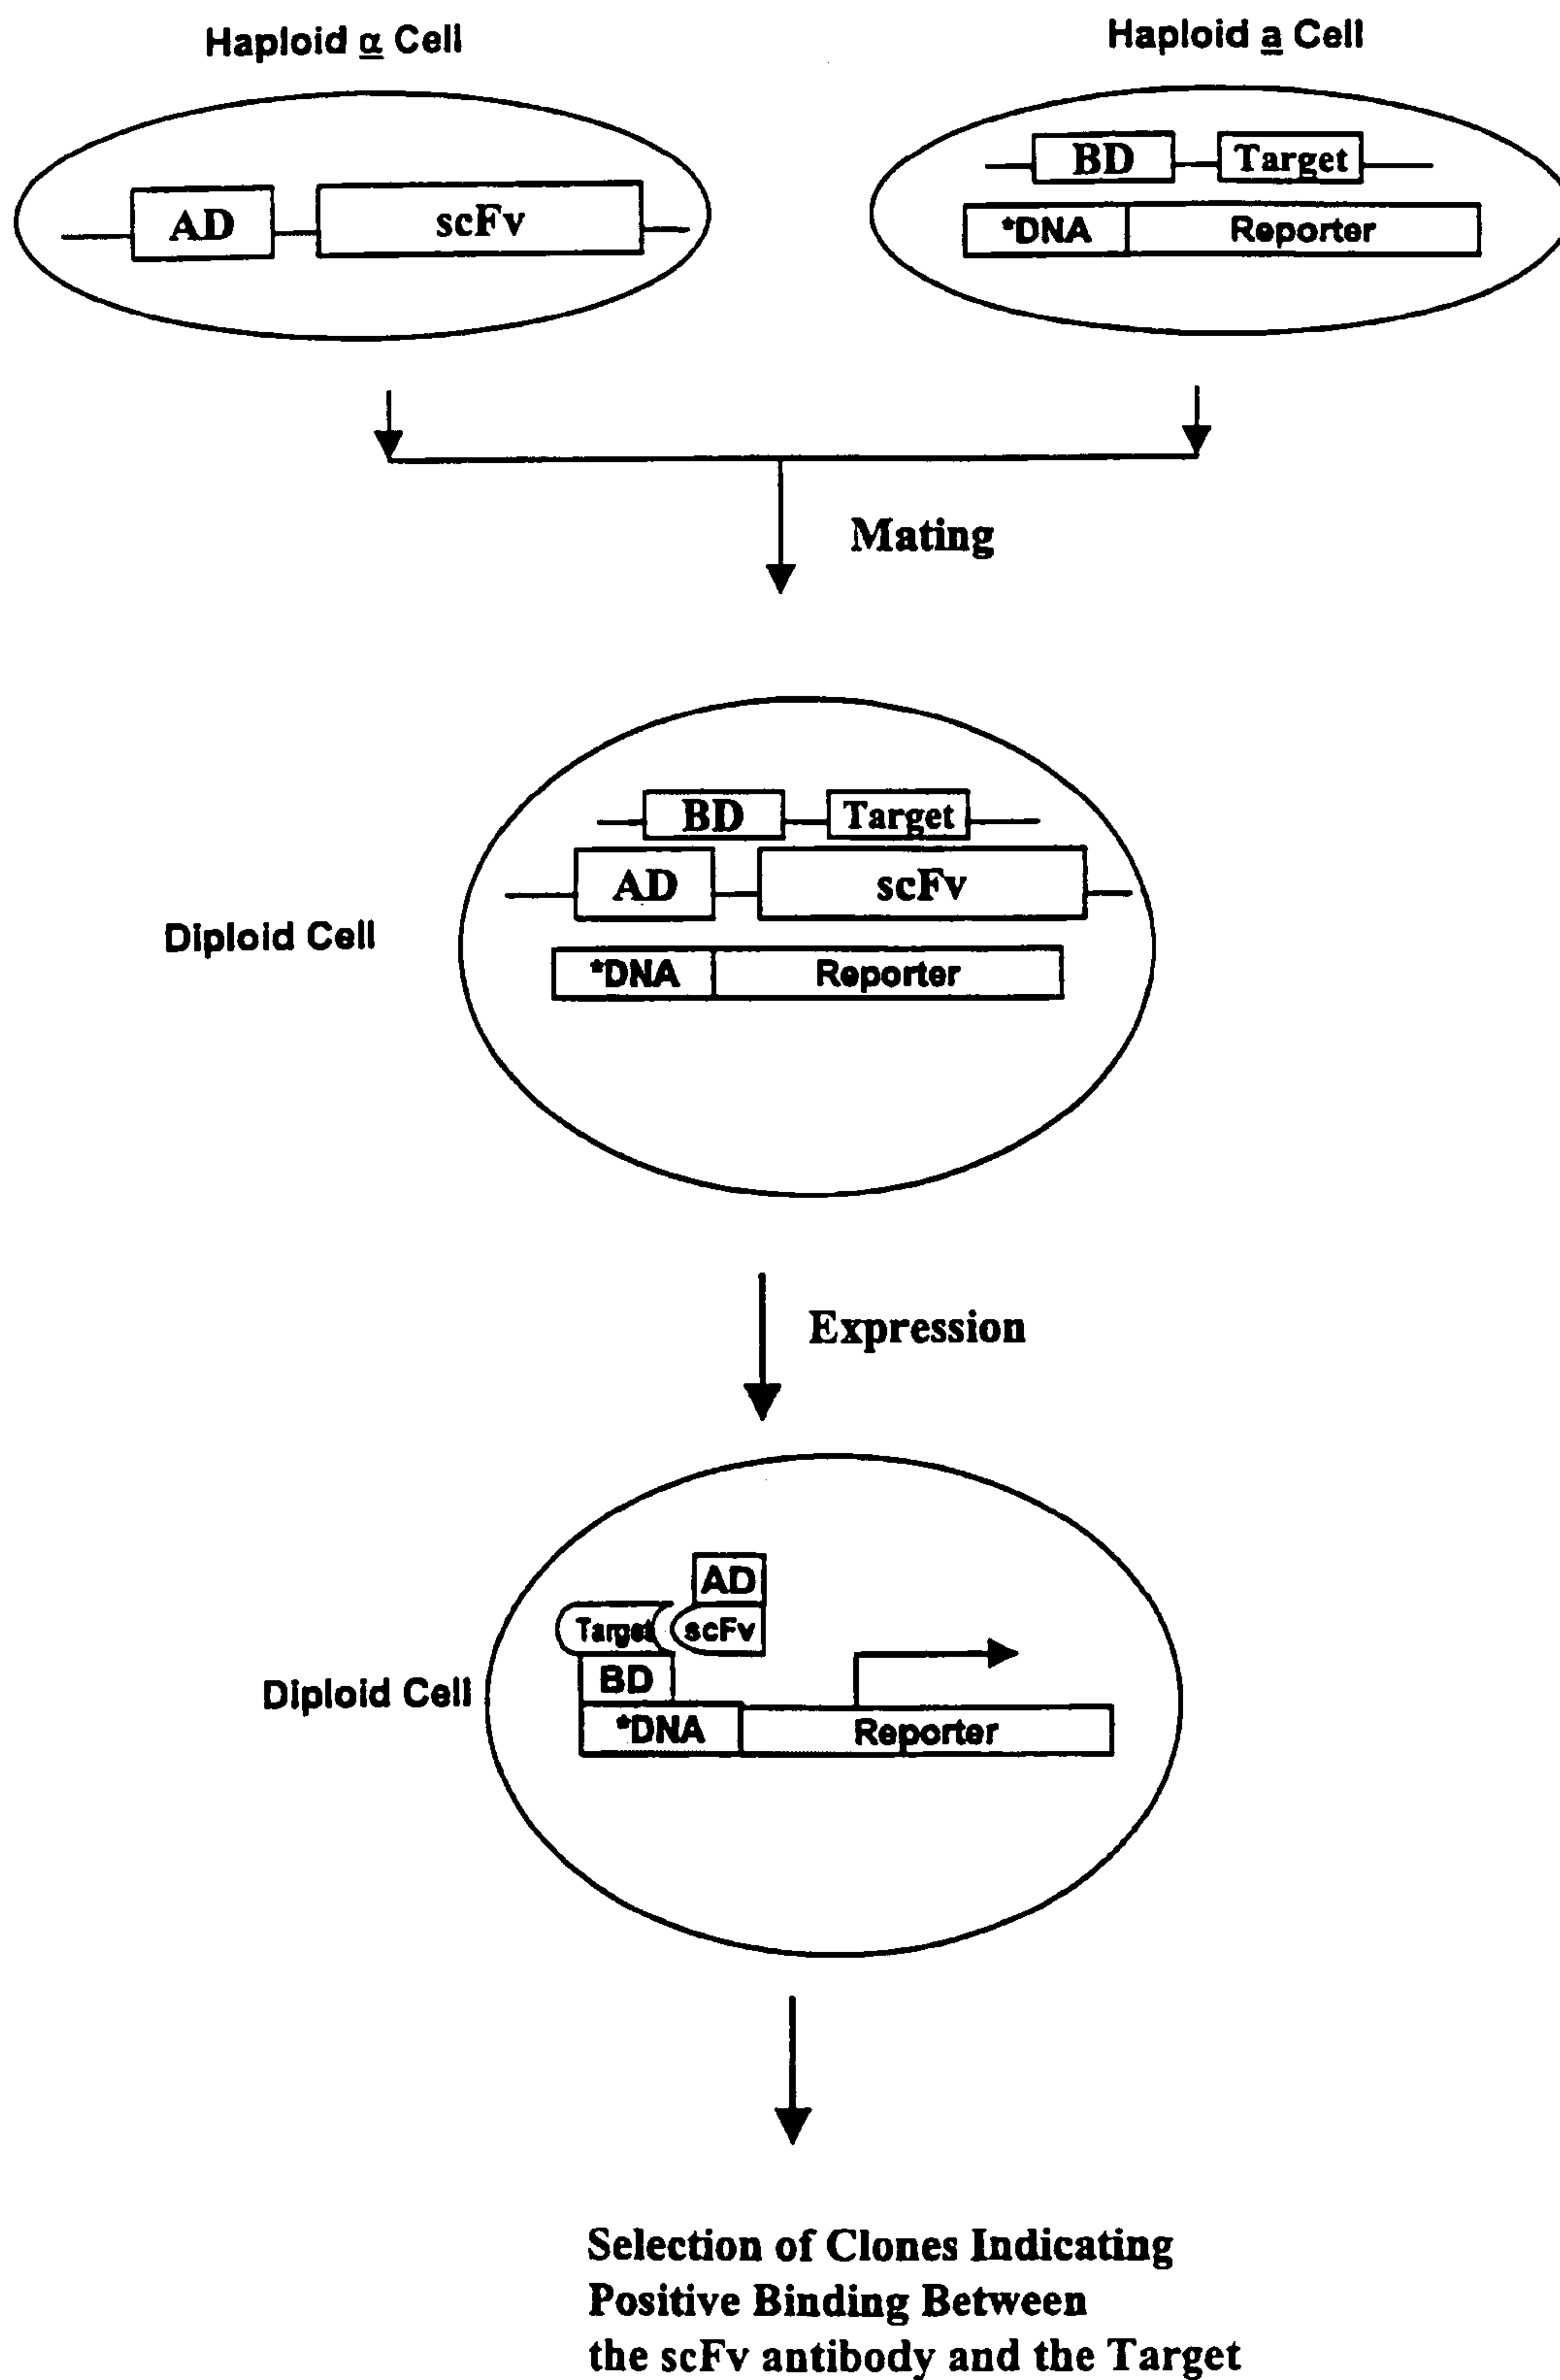 Haploid α Cell
Haploid a Cell
AD
scFv
BD
Target
*DNA
Reporter
Mating
Diploid Cell
BD
Target
AD
scFv
*DNA
Reporter
Expression
Diploid Cell
AD
Target
scFv
BD
*DNA
Reporter
Selection of Clones Indicating
Positive Binding Between
the scFv antibody and the Target